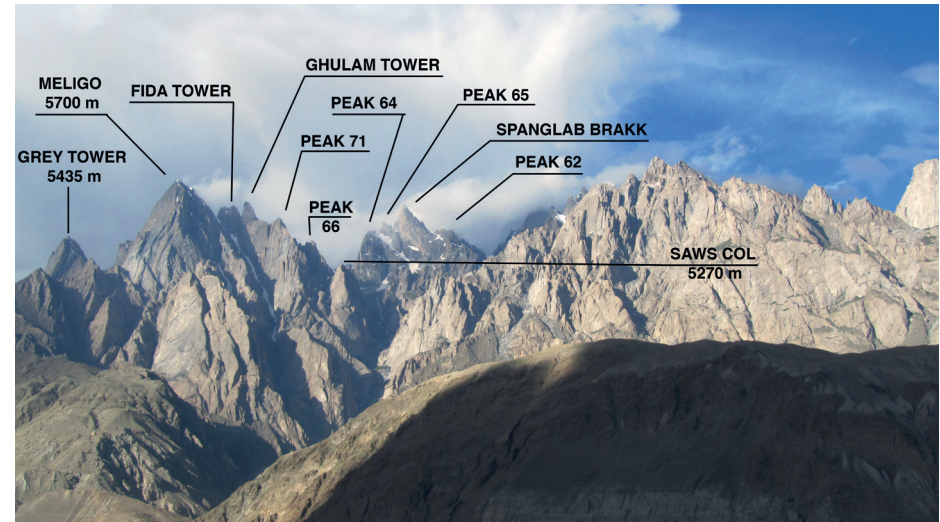 GHULAM TOWER
MELIGO
5700 m
FIDA TOWER
PEAK 64
PEAK 65
SPANGLAB BRAKK
PEAK 71
GREY TOWER
5435 m
PEAK 62
PEAK
66
SAWS COL
5270 m